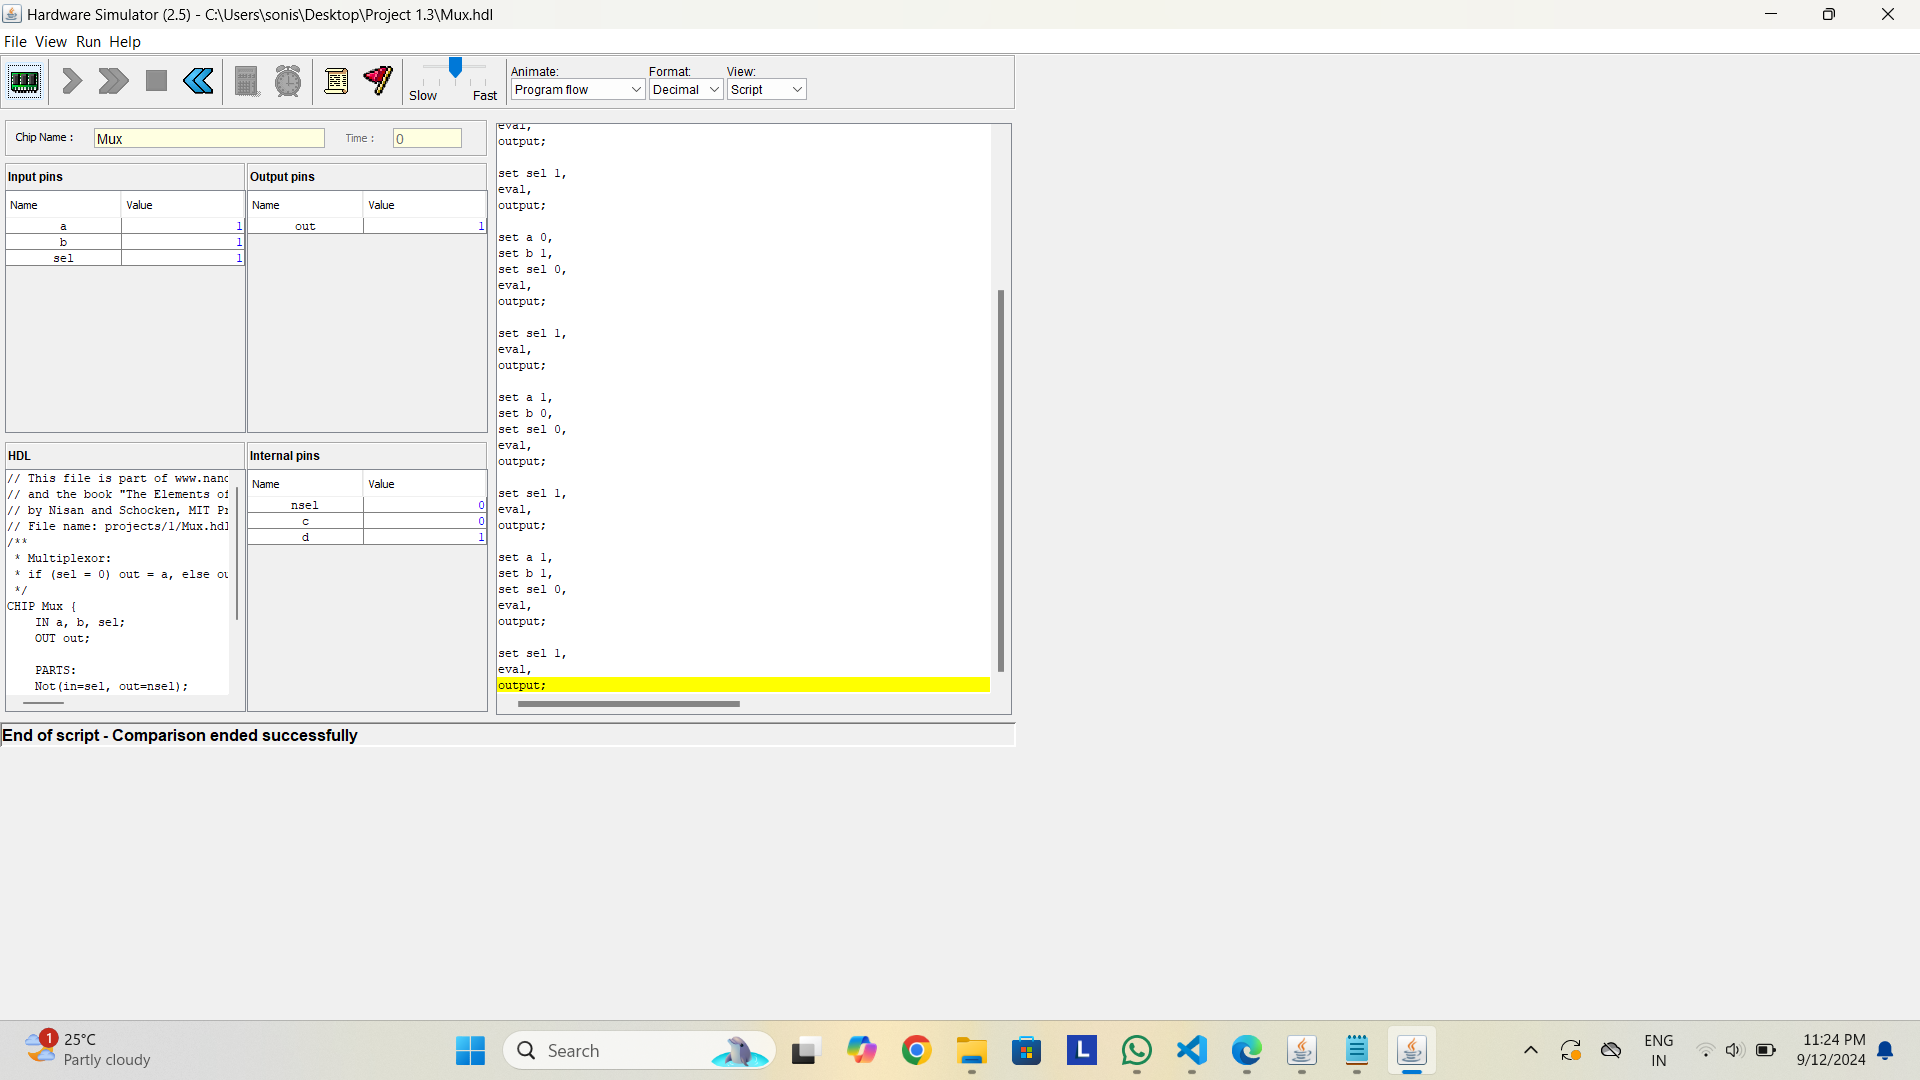 Hardware Simulator (2.5) - C:\Users\sonis\Desktop\Project 1.3\Mux.hdl
File View Run Help
Slow Fast
Animate: Format: View:
Program flow Decimal Script
Chip Name : Mux Time : 0
Input pins
Name Value
a 1
b 1
sel 1
Output pins
Name Value
out 1
HDL
// This file is part of www.nand
// and the book "The Elements of
// by Nisan and Schocken, MIT Pr
// File name: projects/1/Mux.hdl
/**
* Multiplexor:
* if (sel = 0) out = a, else ou
*/
CHIP Mux {
IN a, b, sel;
OUT out;
PARTS:
Not(in=sel, out=nsel);
Internal pins
Name Value
nsel 0
c 0
d 1
eval,
output;
set sel 1,
eval,
output;
set a 0,
set b 1,
set sel 0,
eval,
output;
set sel 1,
eval,
output;
set a 1,
set b 0,
set sel 0,
eval,
output;
set sel 1,
eval,
output;
set a 1,
set b 1,
set sel 0,
eval,
output;
set sel 1,
eval,
output;
End of script - Comparison ended successfully
1
25°C
Partly cloudy
Search
L
ENG
IN
11:24 PM
9/12/2024